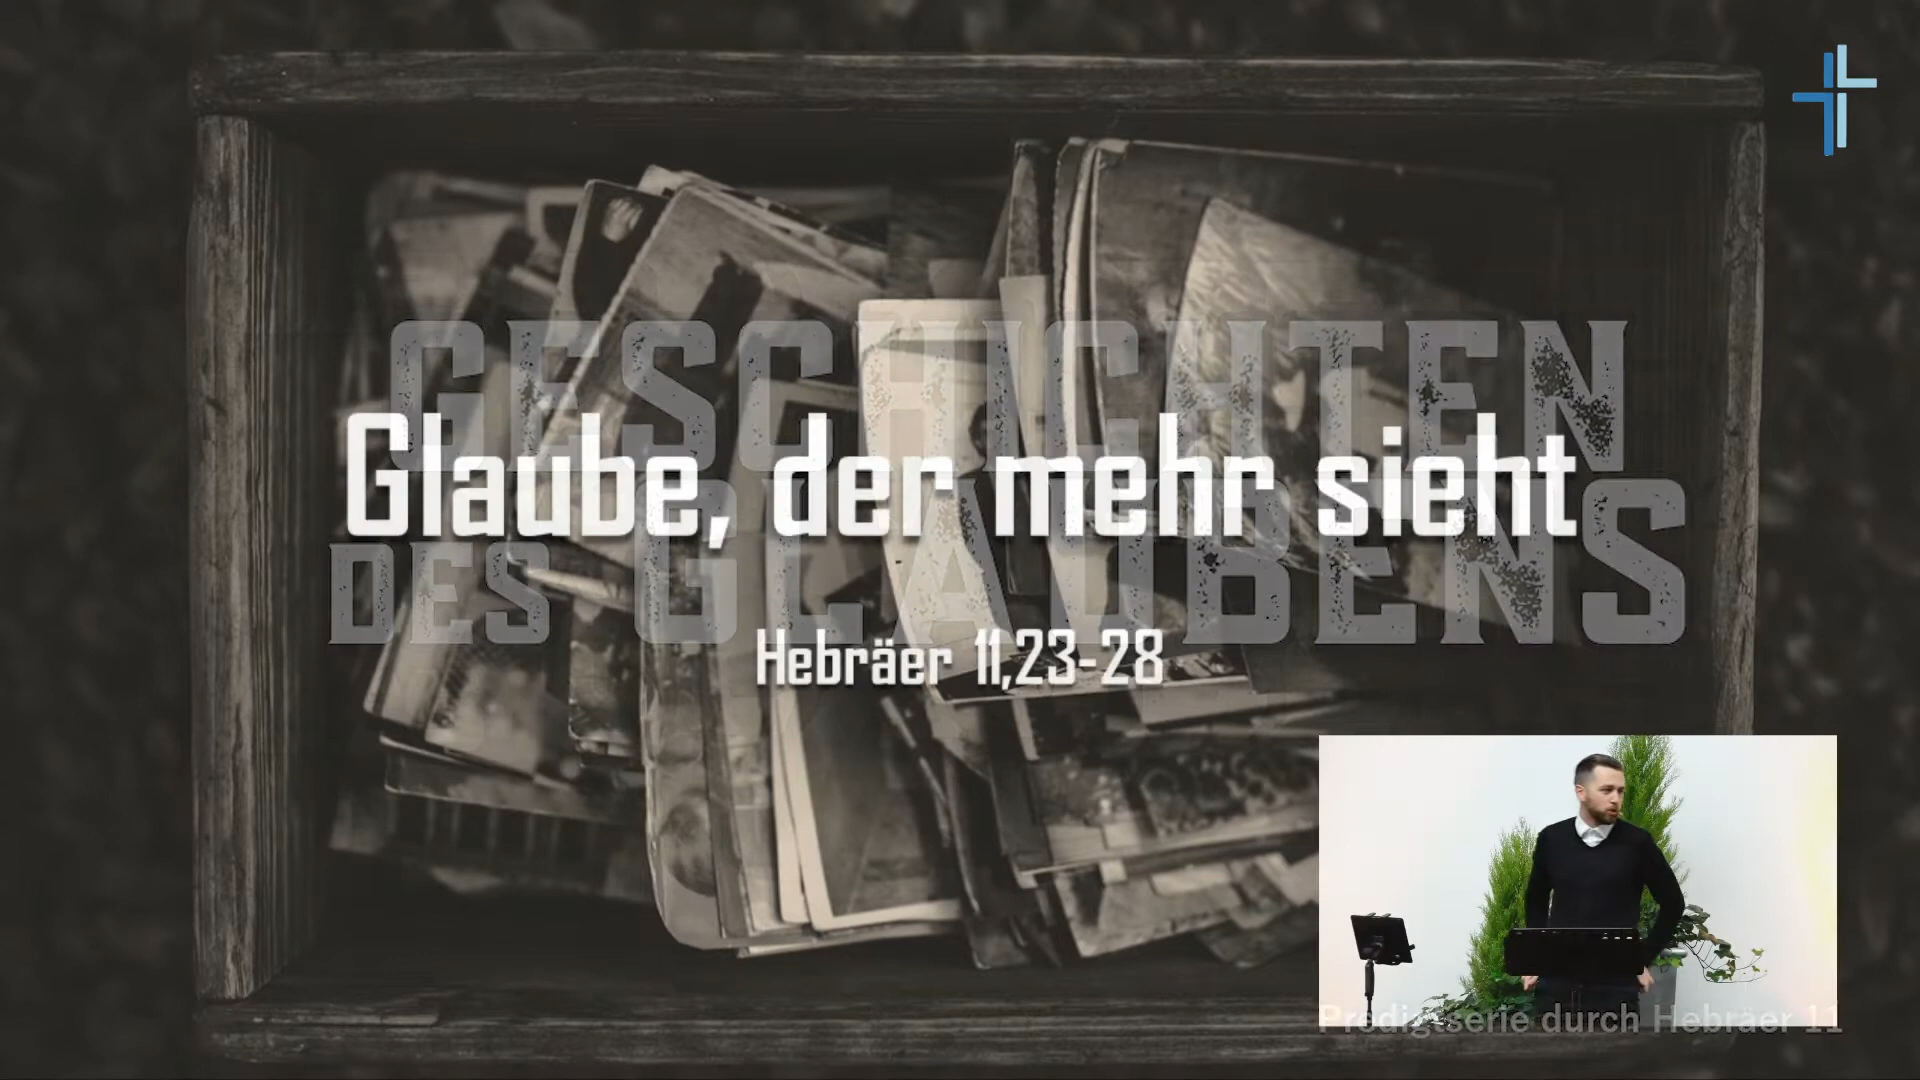 GESCHICHTEN
Glaube, der mehr sieht
DES GLAUBENS
Hebräer 11,23-28
Predigtserie durch Hebräer 11